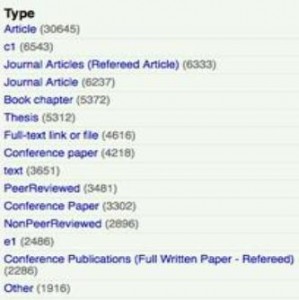 Type
Article (30645)
c1 (6543)
Journal Articles (Refereed Article) (6333)
Journal Article (6237)
Book chapter (5372)
Thesis (5312)
Full-text link or file (4616)
Conference paper (4218)
text (3651)
PeerReviewed (3481)
Conference Paper (3302)
NonPeerReviewed (2896)
e1 (2486)
Conference Publications (Full Written Paper - Refereed)
(2286)
Other (1916)